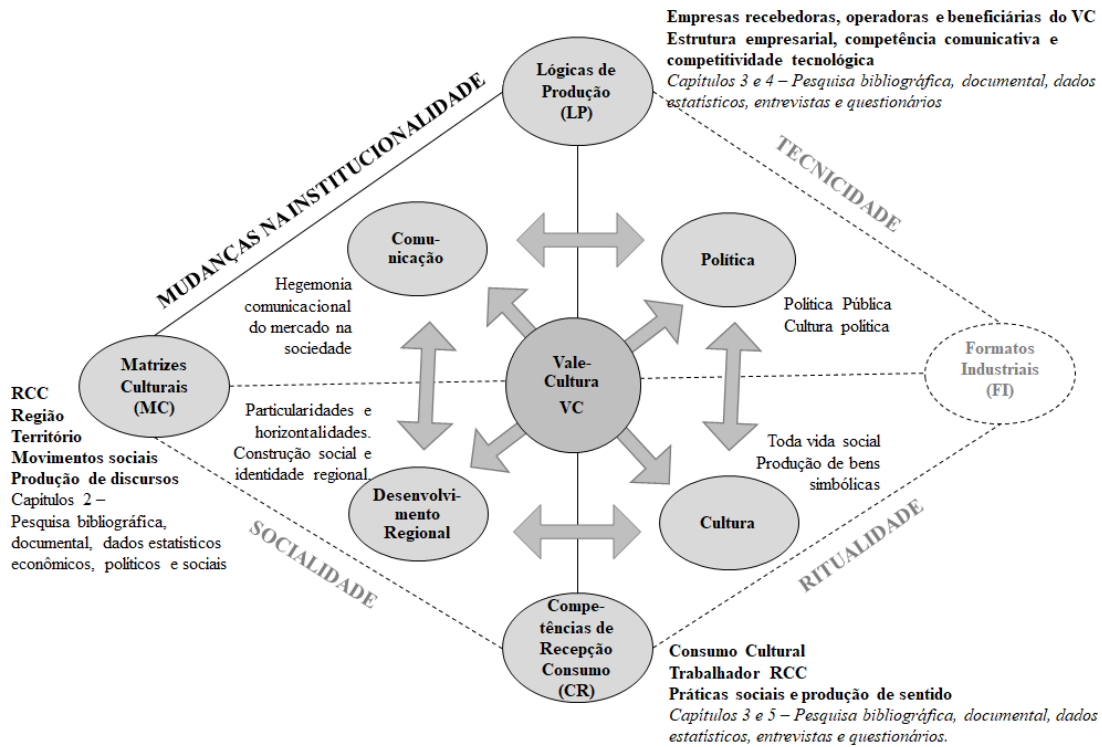 Empresas recebedoras, operadoras e beneficiárias do VC
Estrutura empresarial, competência comunicativa e
competitividade tecnológica
Capítulos 3 e 4 – Pesquisa bibliográfica, documental, dados
estatísticos, entrevistas e questionários
Lógicas de
Produção
(LP)
MUDANÇAS NA INSTITUCIONALIDADE
TECNICIDADE
Comu-
nicação
Política
Hegemonia
comunicacional
do mercado na
sociedade
Política Pública
Cultura política
Vale-
Cultura
VC
Matrizes
Culturais
(MC)
Formatos
Industriais
(FI)
RCC
Região
Território
Movimentos sociais
Produção de discursos
Capítulos 2 –
Pesquisa bibliográfica,
documental, dados estatísticos
econômicos, políticos e sociais
Particularidades e
horizontalidades.
Construção social e
identidade regional.
Toda vida social
Produção de bens
simbólicas
Desenvolvi-
mento
Regional
Cultura
SOCIALIDADE
RITUALIDADE
Compe-
tências de
Recepção
Consumo
(CR)
Consumo Cultural
Trabalhador RCC
Práticas sociais e produção de sentido
Capítulos 3 e 5 – Pesquisa bibliográfica, documental, dados
estatísticos, entrevistas e questionários.